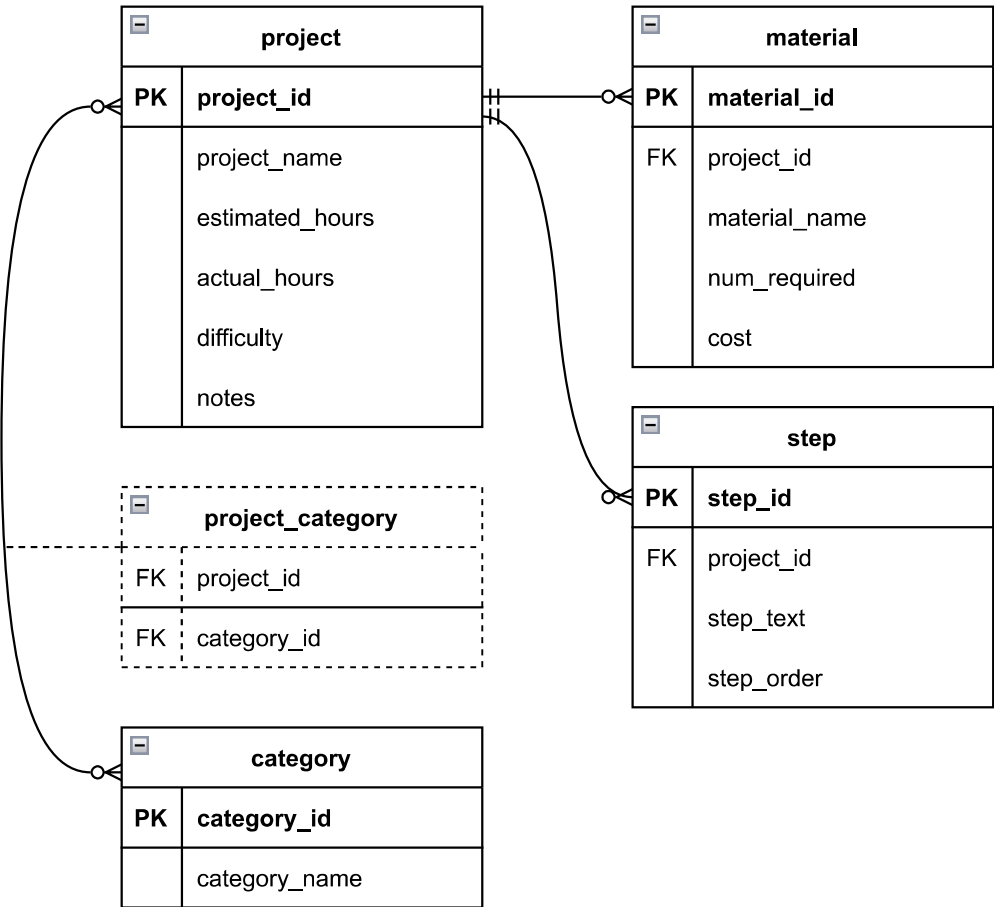 project
PK project_id
project_name
estimated_hours
actual_hours
difficulty
notes
material
PK material_id
FK project_id
material_name
num_required
cost
step
PK step_id
FK project_id
step_text
step_order
project_category
FK project_id
FK category_id
category
PK category_id
category_name